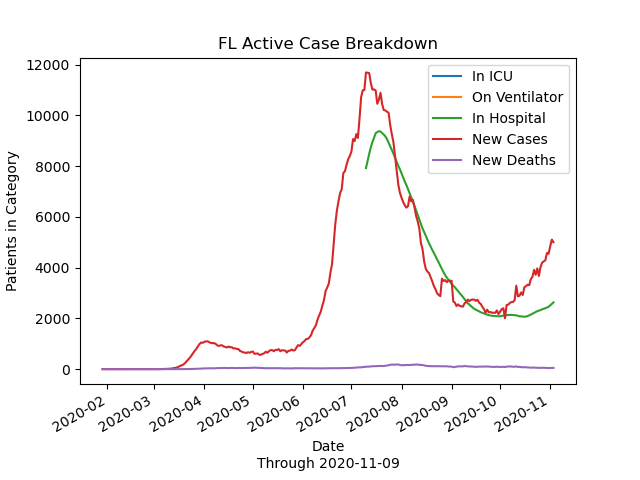 FL Active Case Breakdown
12000
10000
8000
6000
4000
2000
0
Patients in Category
In ICU
On Ventilator
In Hospital
New Cases
New Deaths
2020-02
2020-03
2020-04
2020-05
2020-06
2020-07
2020-08
2020-09
2020-10
2020-11
Date
Through 2020-11-09